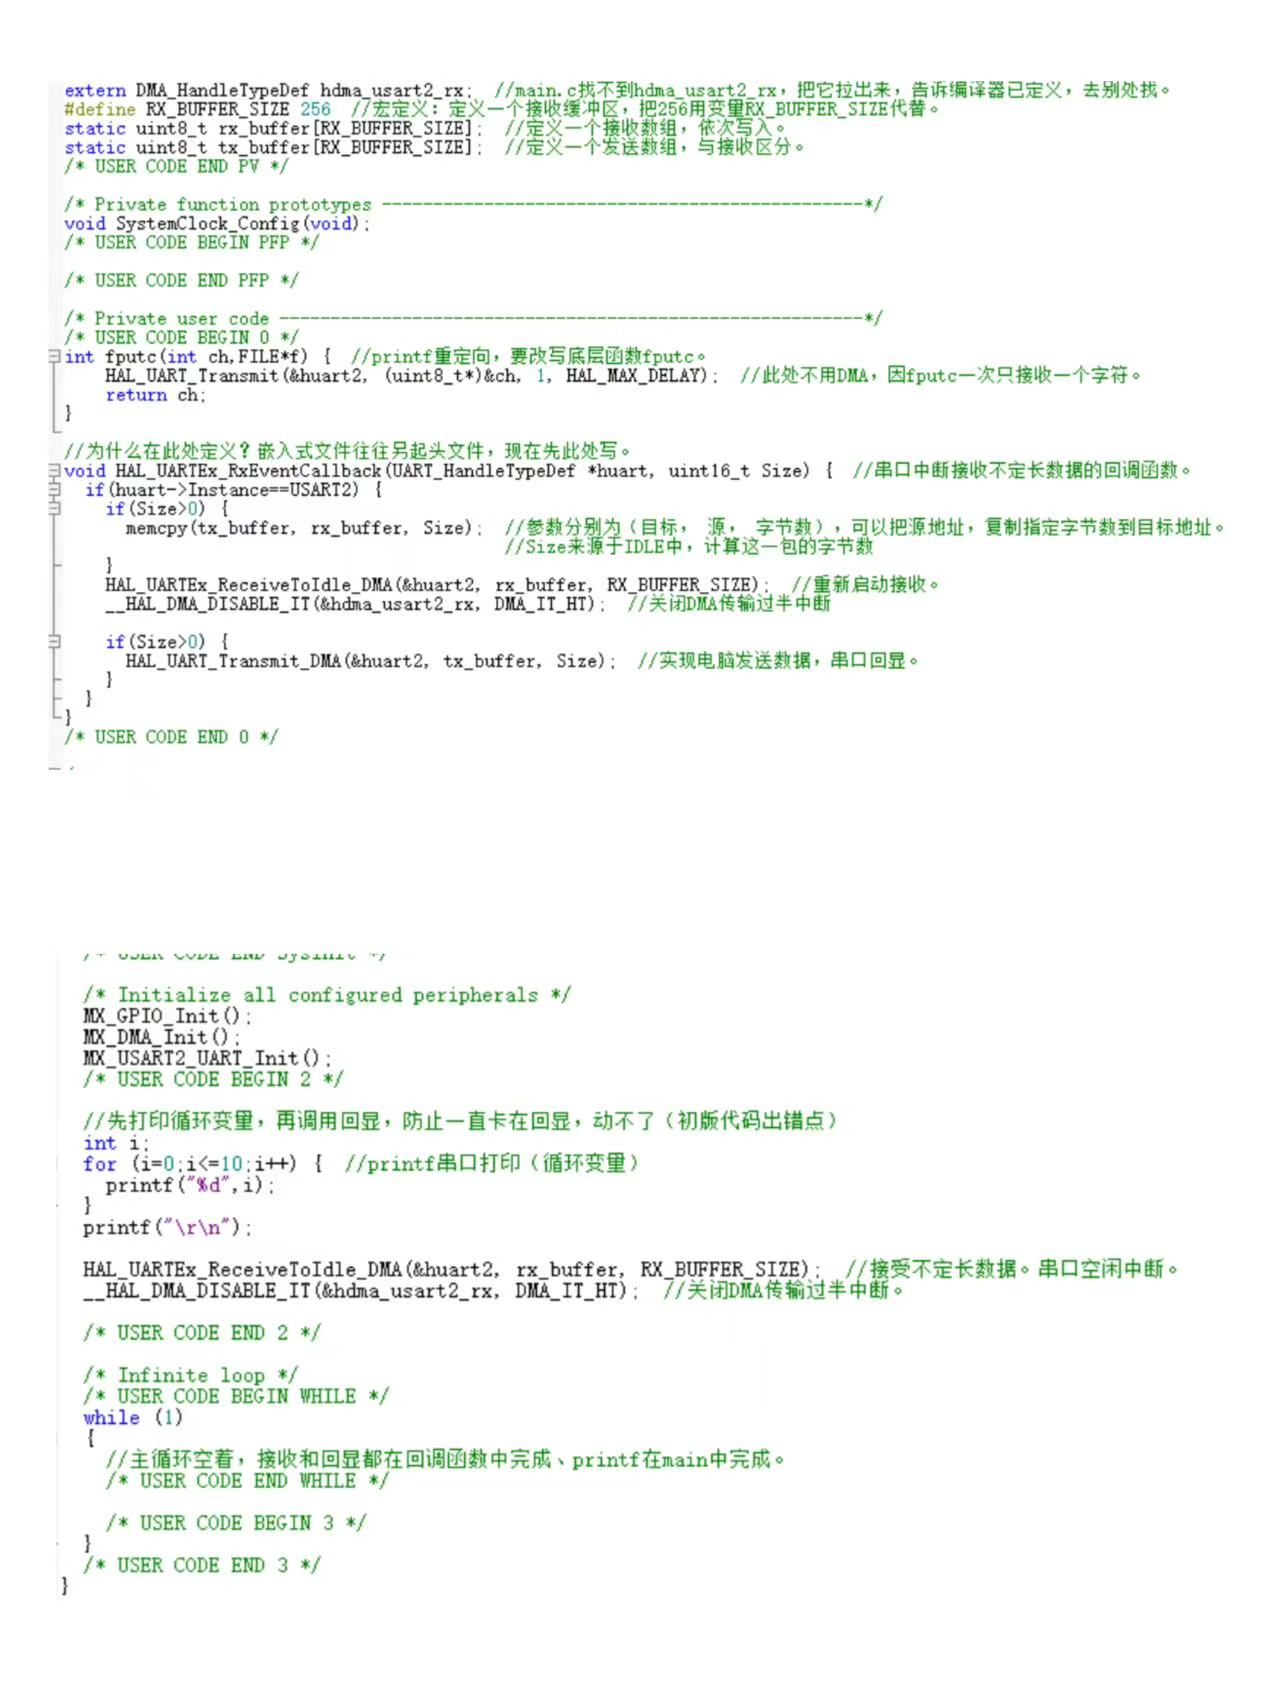 extern DMA_HandleTypeDef hdma_usart2_rx;  //main.c找不到hdma_usart2_rx，把它拉出来，告诉编译器已定义，去别处找。
#define RX_BUFFER_SIZE 256  //宏定义：定义一个接收缓冲区，把256用变量RX_BUFFER_SIZE代替。
static uint8_t rx_buffer[RX_BUFFER_SIZE];  //定义一个接收数组，依次写入。
static uint8_t tx_buffer[RX_BUFFER_SIZE];  //定义一个发送数组，与接收区分。
/* USER CODE END PV */
/* Private function prototypes -----------------------------------------------*/
void SystemClock_Config(void);
/* USER CODE BEGIN PFP */
/* USER CODE END PFP */
/* Private user code ---------------------------------------------------------*/
/* USER CODE BEGIN 0 */
int fputc(int ch,FILE*f) {  //printf重定向，要改写底层函数fputc。
HAL_UART_Transmit(&huart2, (uint8_t*)&ch, 1, HAL_MAX_DELAY);  //此处不用DMA，因fputc一次只接收一个字符。
return ch;
}
//为什么在此处定义？嵌入式文件往往另起头文件，现在先此处写。
void HAL_UARTEx_RxEventCallback(UART_HandleTypeDef *huart, uint16_t Size) {  //串口中断接收不定长数据的回调函数。
if(huart->Instance==USART2) {
if(Size>0) {
memcpy(tx_buffer, rx_buffer, Size);  //参数分别为（目标， 源， 字节数），可以把源地址，复制指定字节数到目标地址。
//Size来源于IDLE中，计算这一包的字节数
}
HAL_UARTEx_ReceiveToIdle_DMA(&huart2, rx_buffer, RX_BUFFER_SIZE);  //重新启动接收。
__HAL_DMA_DISABLE_IT(&hdma_usart2_rx, DMA_IT_HT);  //关闭DMA传输过半中断
if(Size>0) {
HAL_UART_Transmit_DMA(&huart2, tx_buffer, Size);  //实现电脑发送数据，串口回显。
}
}
}
/* USER CODE END 0 */
/* USER CODE END SysInit */
/* Initialize all configured peripherals */
MX_GPIO_Init();
MX_DMA_Init();
MX_USART2_UART_Init();
/* USER CODE BEGIN 2 */
//先打印循环变量，再调用回显，防止一直卡在回显，动不了（初版代码出错点）
int i;
for (i=0;i<=10;i++) {  //printf串口打印（循环变量）
printf("%d",i);
}
printf("\r\n");
HAL_UARTEx_ReceiveToIdle_DMA(&huart2, rx_buffer, RX_BUFFER_SIZE);  //接受不定长数据。串口空闲中断。
__HAL_DMA_DISABLE_IT(&hdma_usart2_rx, DMA_IT_HT);  //关闭DMA传输过半中断。
/* USER CODE END 2 */
/* Infinite loop */
/* USER CODE BEGIN WHILE */
while (1)
{
//主循环空着，接收和回显都在回调函数中完成、printf在main中完成。
/* USER CODE END WHILE */
/* USER CODE BEGIN 3 */
}
/* USER CODE END 3 */
}